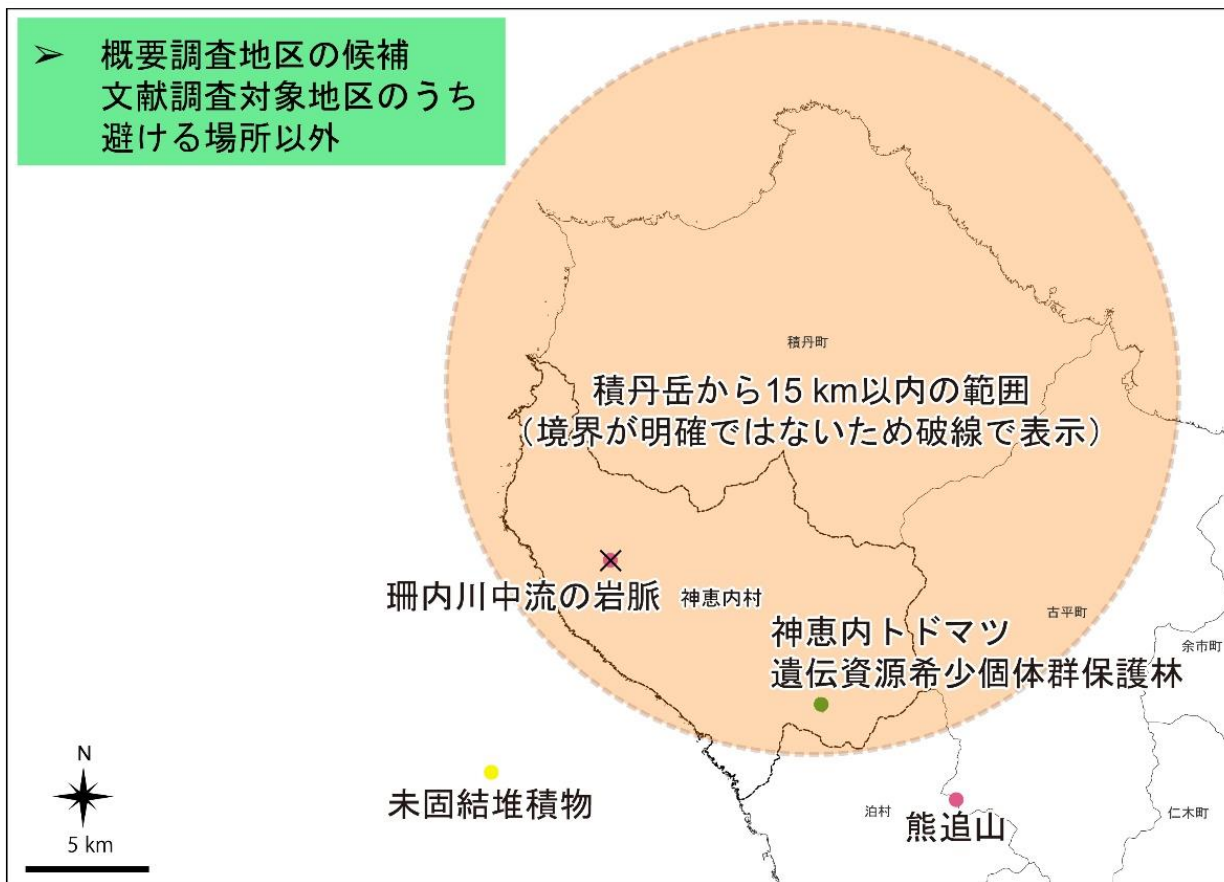 ➢ 概要調査地区の候補
文献調査対象地区のうち
避ける場所以外
積丹町
積丹岳から15 km以内の範囲
（境界が明確ではないため破線で表示）
珊内川中流の岩脈
神恵内村
神恵内トドマツ
遺伝資源希少個体群保護林
古平町
余市町
未固結堆積物
泊村
熊追山
仁木町
N
5 km